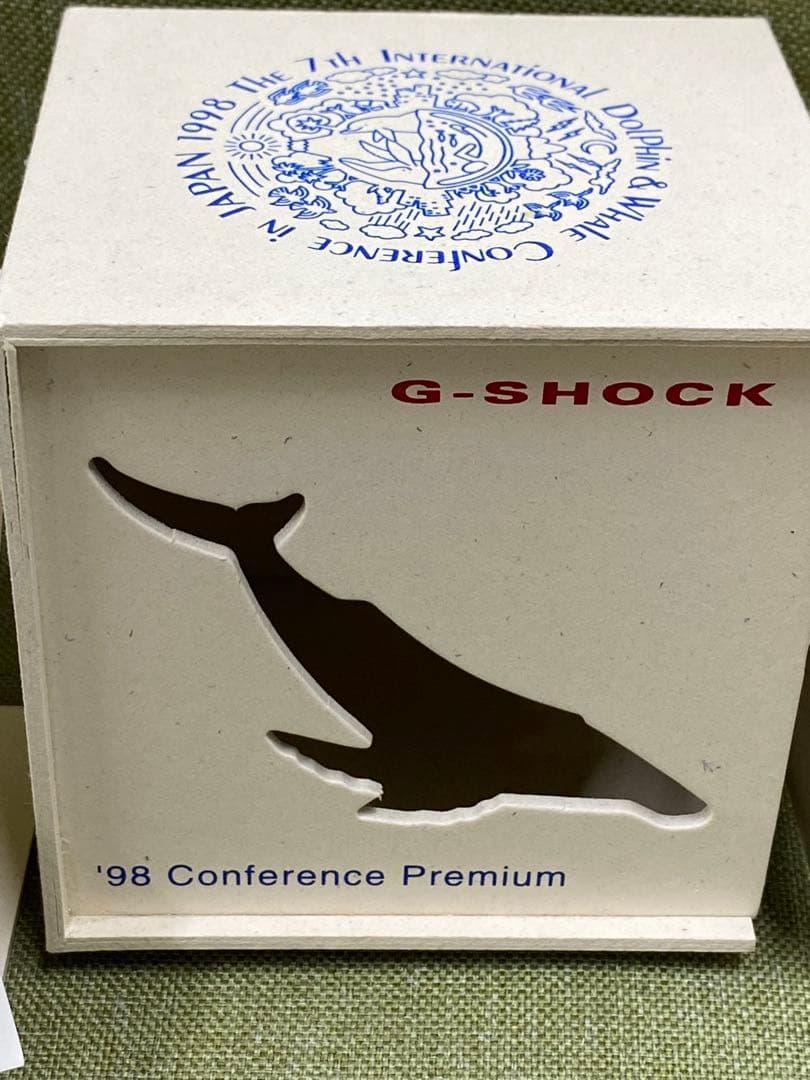 THE 7TH INTERNATIONAL DOLPHIN & WHALE CONFERENCE IN JAPAN 1998
G-SHOCK
'98 Conference Premium